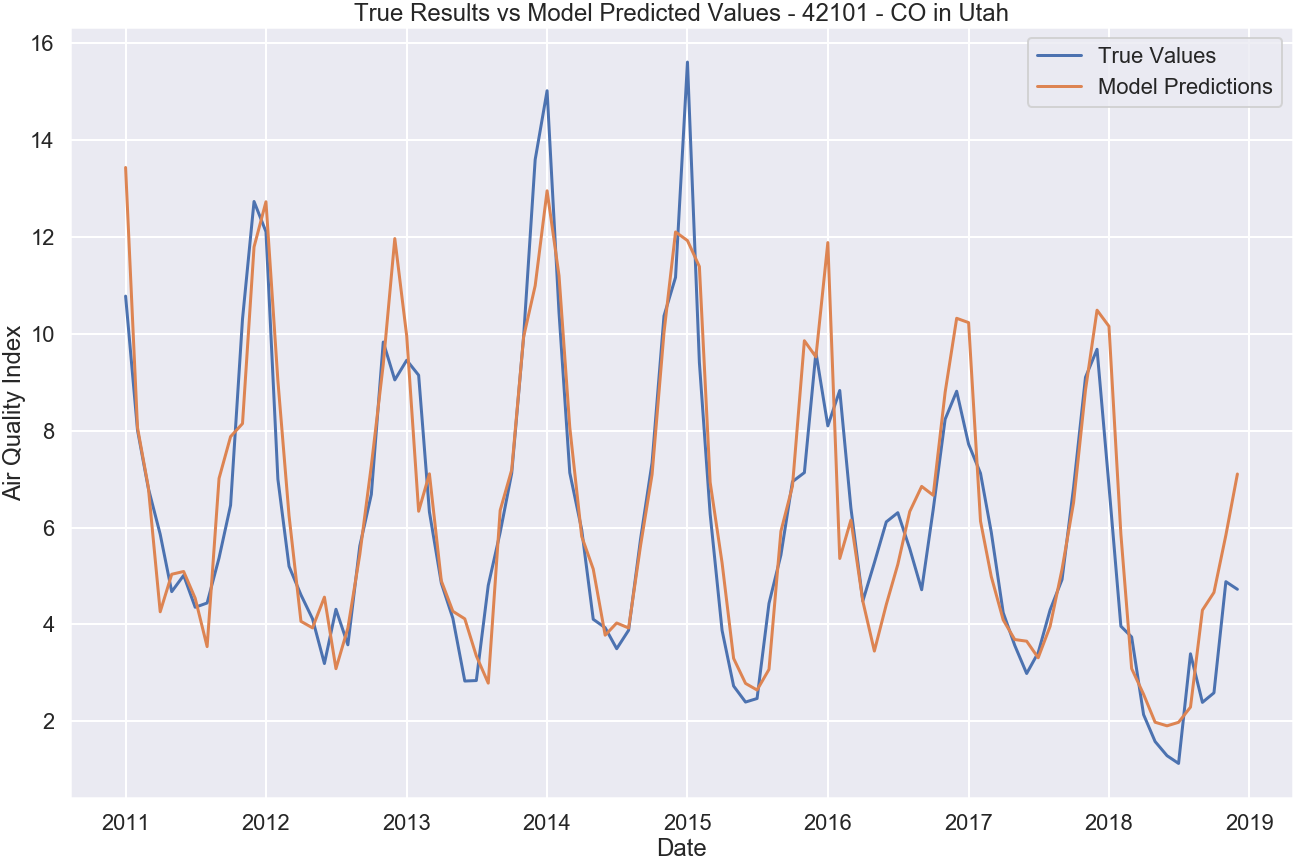 True Results vs Model Predicted Values - 42101 - CO in Utah
True Values
Model Predictions
Air Quality Index
16
14
12
10
8
6
4
2
2011 2012 2013 2014 2015 2016 2017 2018 2019
Date